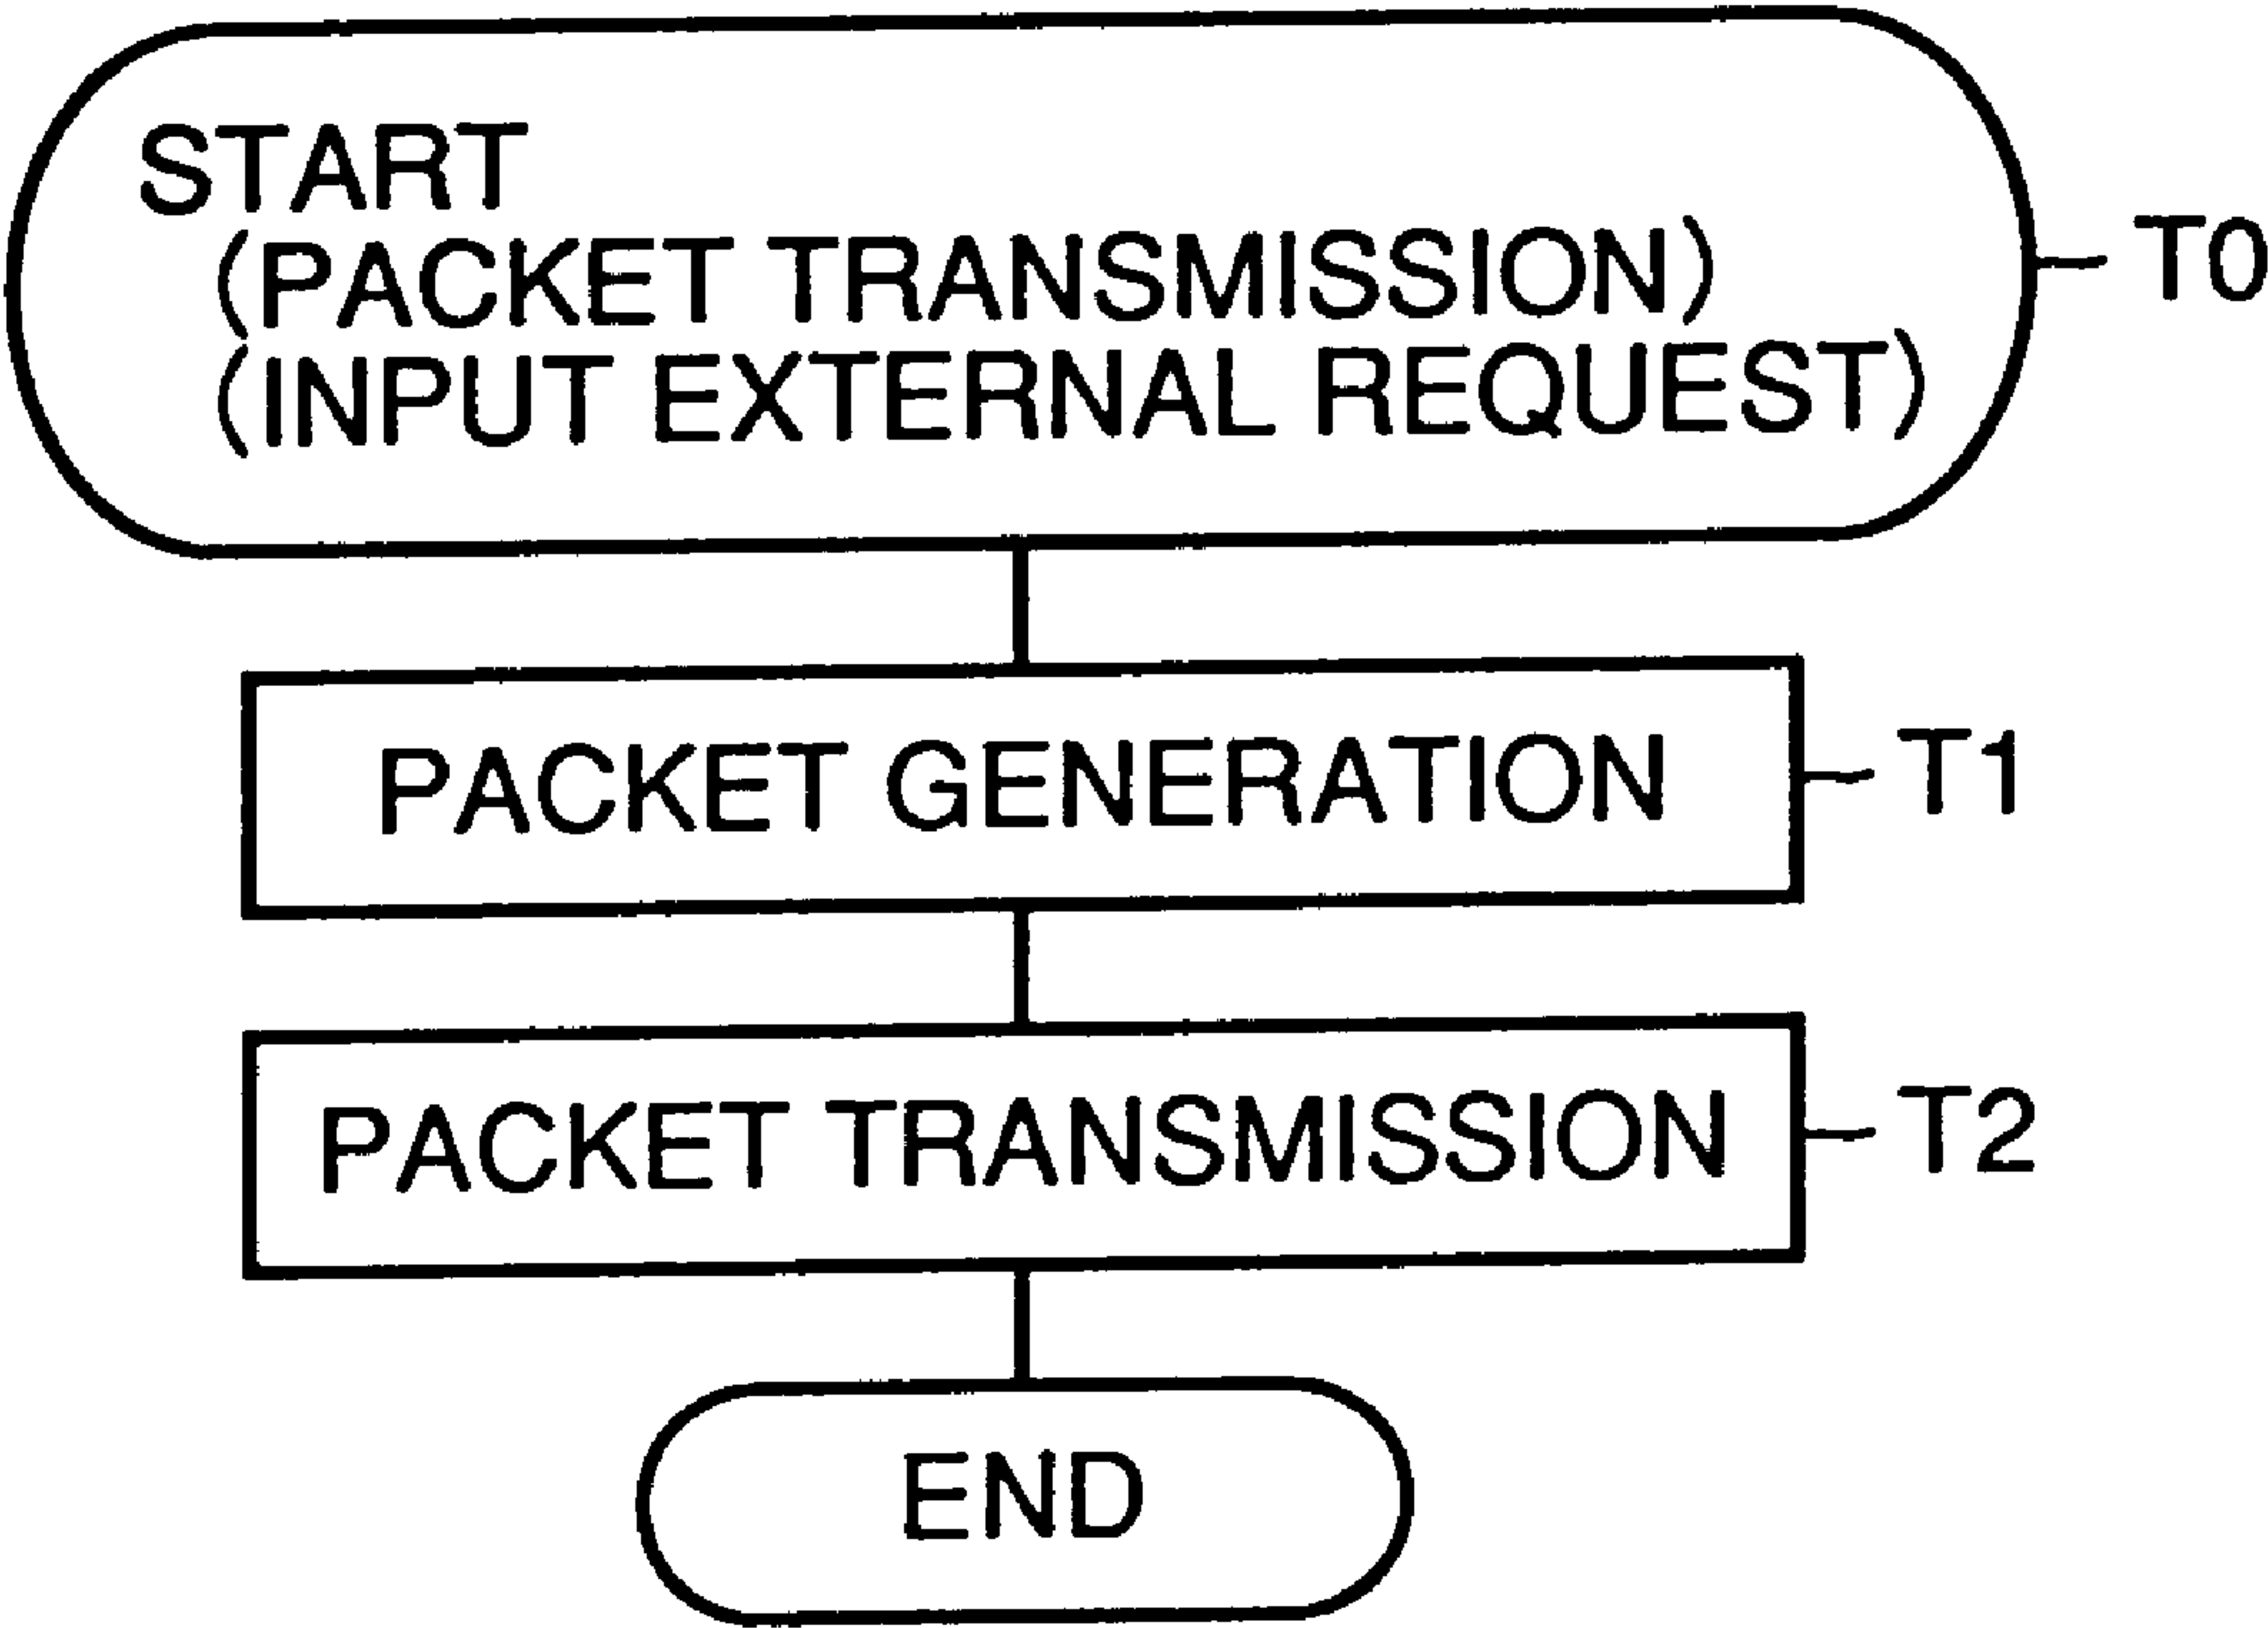 START
(PACKET TRANSMISSION)
(INPUT EXTERNAL REQUEST)
T0
PACKET GENERATION
T1
PACKET TRANSMISSION
T2
END